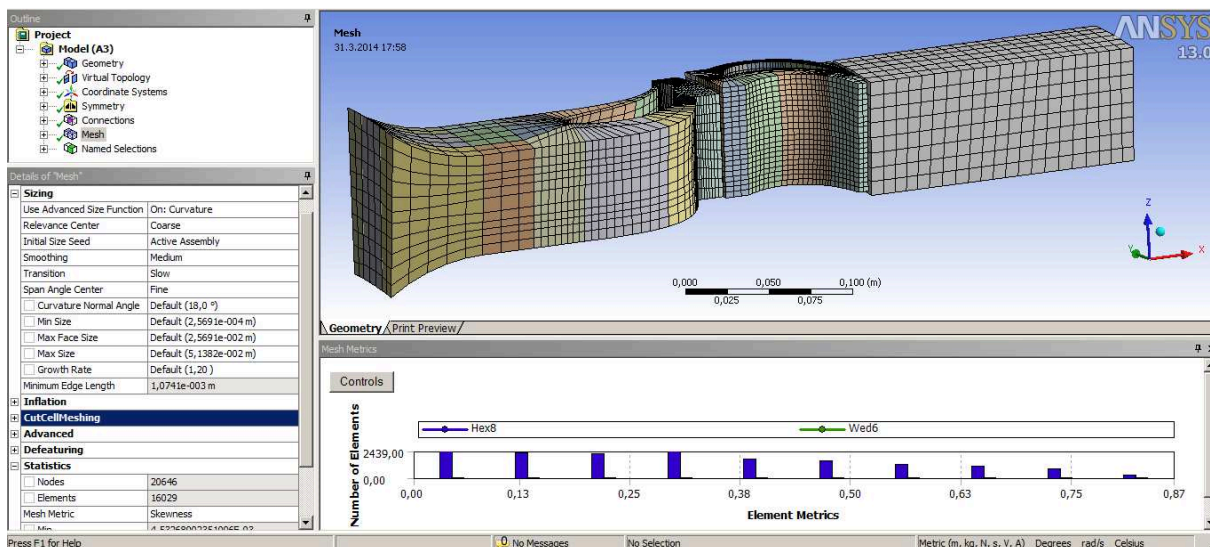 Outline
Project
Model (A3)
Geometry
Virtual Topology
Coordinate Systems
Symmetry
Connections
Mesh
Named Selections
Details of "Mesh"
Sizing
Use Advanced Size Function On: Curvature
Relevance Center Coarse
Initial Size Seed Active Assembly
Smoothing Medium
Transition Slow
Span Angle Center Fine
Curvature Normal Angle Default (18,0 °)
Min Size Default (2,5691e-004 m)
Max Face Size Default (2,5691e-002 m)
Max Size Default (5,1382e-002 m)
Growth Rate Default (1,20 )
Minimum Edge Length 1,0741e-003 m
Inflation
CutCellMeshing
Advanced
Defeaturing
Statistics
Nodes 20646
Elements 16029
Mesh Metric Skewness
Min
Press F1 for Help
Mesh
31.3.2014 17:58
ANSYS
13.0
Z
Y
X
0,000 0,050 0,100 (m)
0,025 0,075
Geometry Print Preview
Mesh Metrics
Controls
Number of Elements
Hex8 Wed6
2439,00
0,00
0,00 0,13 0,25 0,38 0,50 0,63 0,75 0,87
Element Metrics
0 No Messages No Selection Metric (m, kg, N, s, V, A) Degrees rad/s Celsius